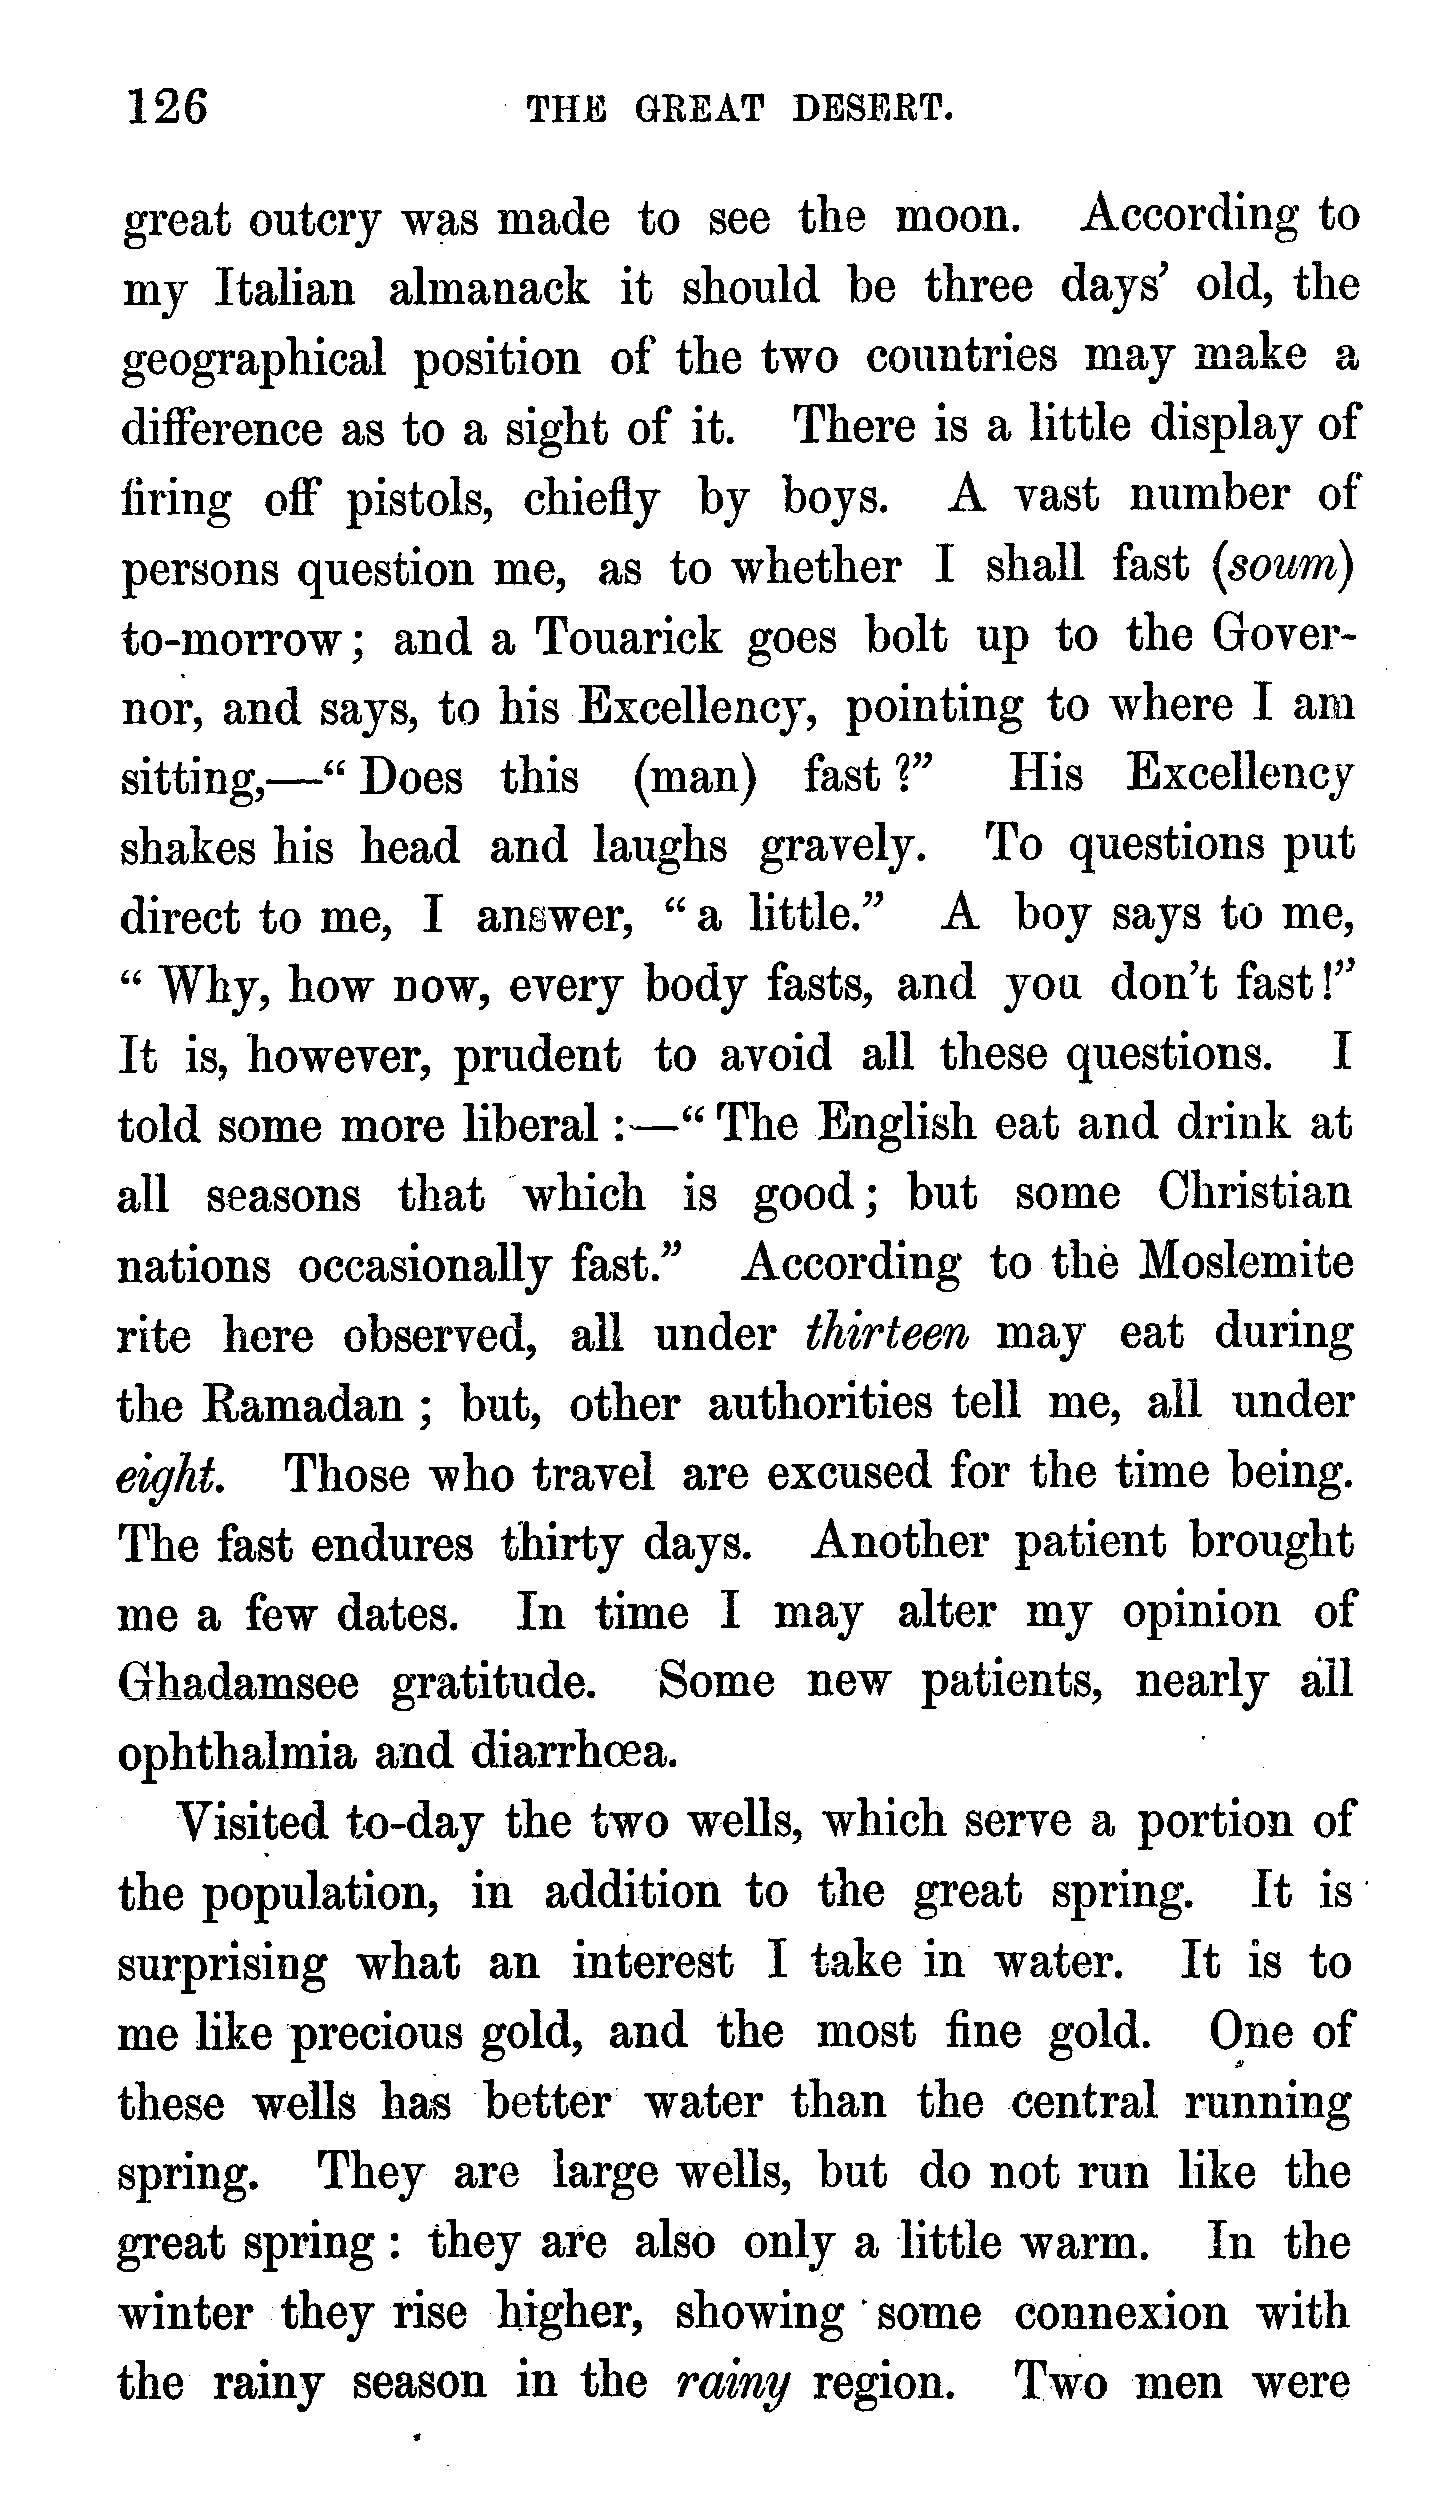 126 THE GREAT DESERT.
great outcry was made to see the moon. According to
my Italian almanack it should be three days’ old, the
geographical position of the two countries may make a
difference as to a sight of it. There is a little display of
firing off pistols, chiefly by boys. A vast number of
persons question me, as to whether I shall fast (soum)
to-morrow; and a Touarick goes bolt up to the Gover-
nor, and says, to his Excellency, pointing to where I am
sitting,—“ Does this (man) fast ?” His Excellency
shakes his head and laughs gravely. To questions put
direct to me, I answer, “ a little.” A boy says to me,
“ Why, how now, every body fasts, and you don’t fast !”
It is, however, prudent to avoid all these questions. I
told some more liberal :—“ The English eat and drink at
all seasons that which is good ; but some Christian
nations occasionally fast.” According to the Moslemite
rite here observed, all under thirteen may eat during
the Ramadan ; but, other authorities tell me, all under
eight. Those who travel are excused for the time being.
The fast endures thirty days. Another patient brought
me a few dates. In time I may alter my opinion of
Ghadamsee gratitude. Some new patients, nearly all
ophthalmia and diarrhœa.
Visited to-day the two wells, which serve a portion of
the population, in addition to the great spring. It is
surprising what an interest I take in water. It is to
me like precious gold, and the most fine gold. One of
these wells has better water than the central running
spring. They are large wells, but do not run like the
great spring : they are also only a little warm. In the
winter they rise higher, showing some connexion with
the rainy season in the rainy region. Two men were